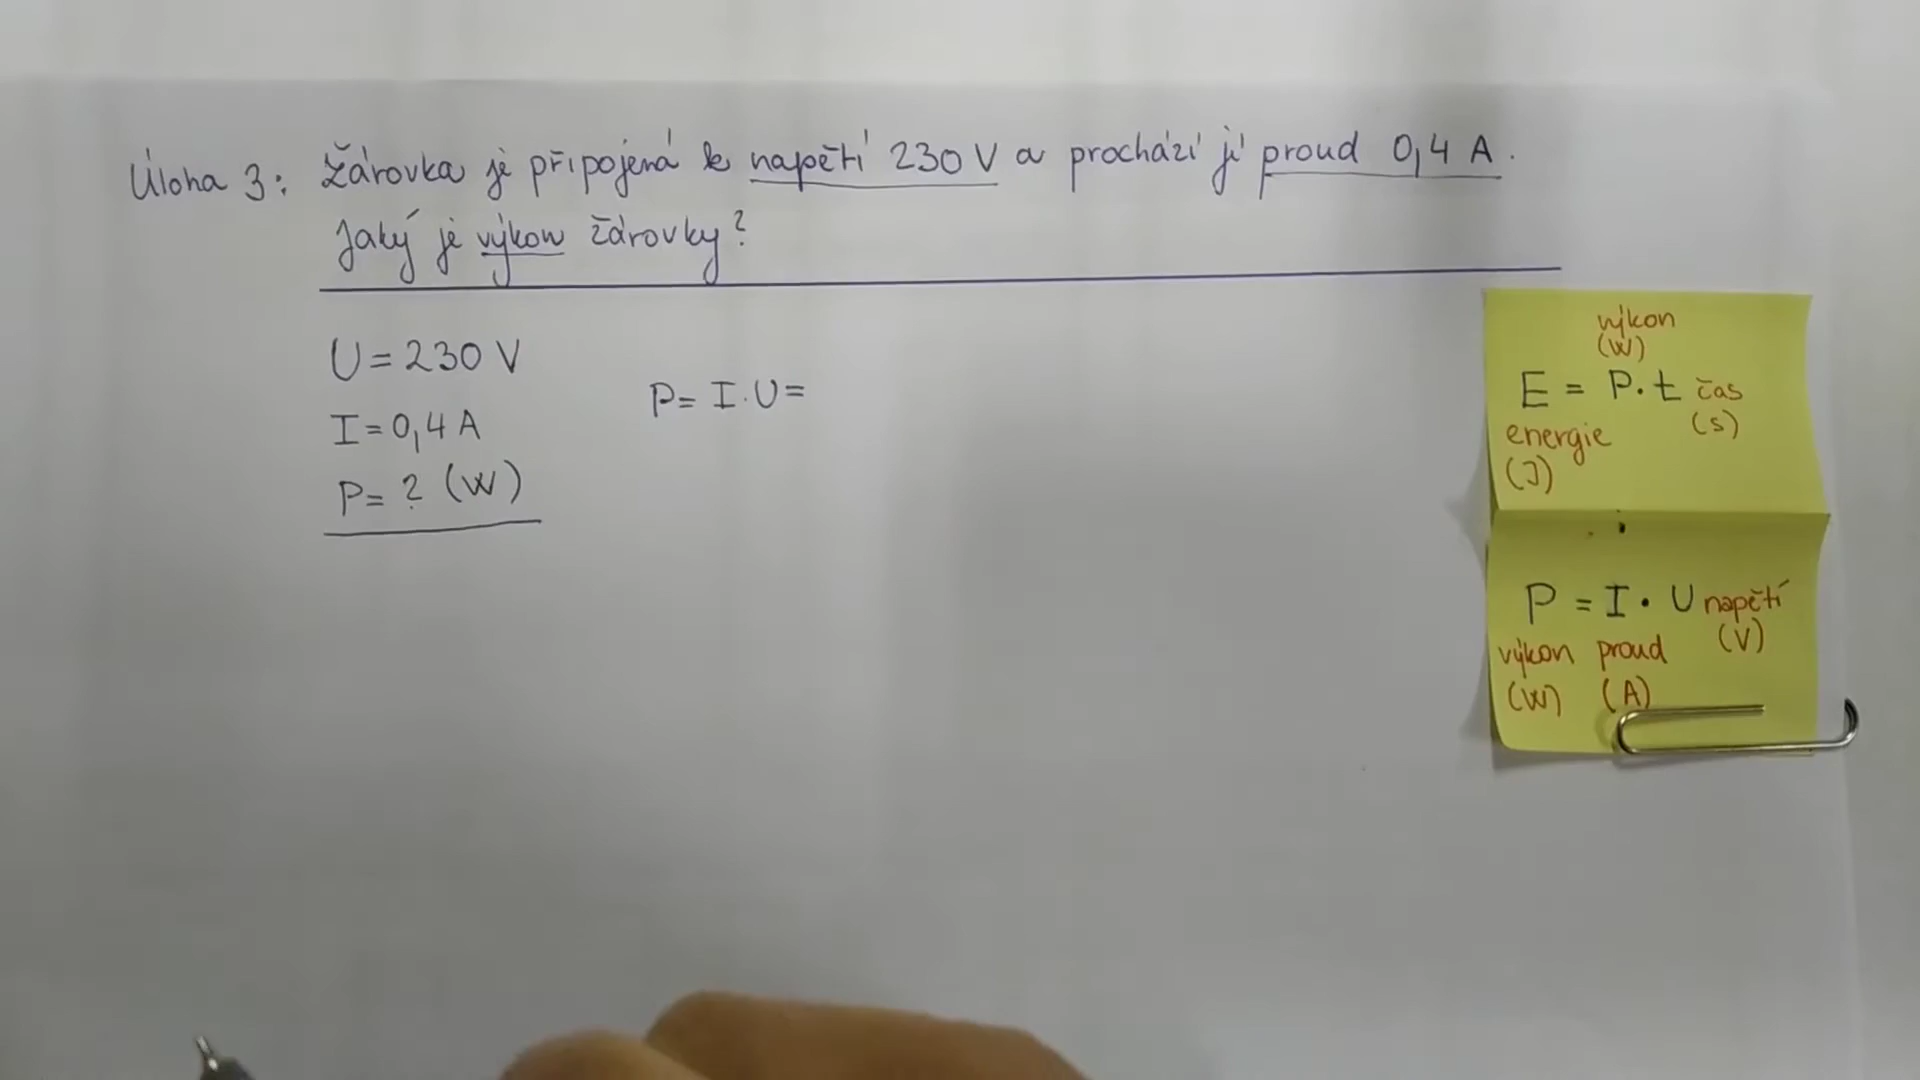 Úloha 3: Žárovka je připojená k napětí 230 V a prochází jí proud 0,4 A.
Jaký je výkon žárovky?
U = 230 V
I = 0,4 A
P = ? (W)
P = I · U =
výkon
(W)
E = P · t čas
energie (s)
(J)
P = I · U napětí
výkon proud (V)
(W) (A)